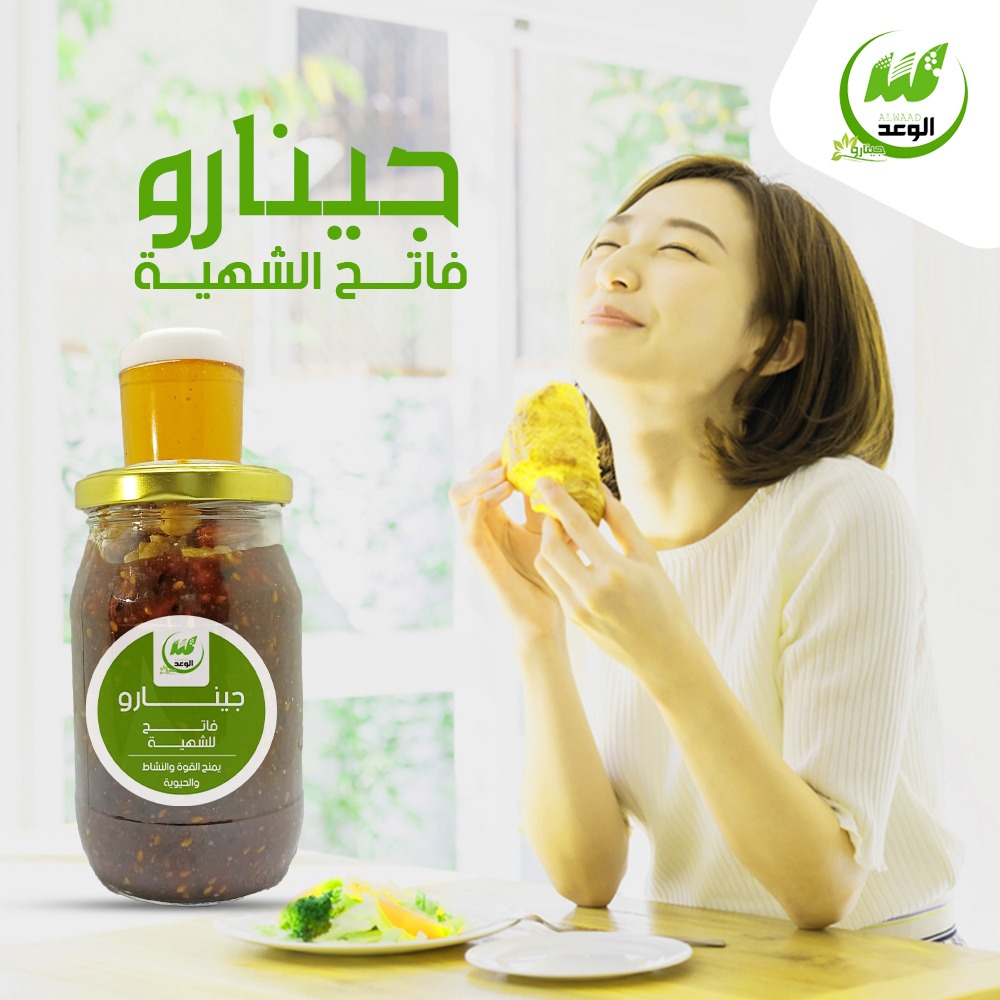 ALWAAD
الوعد
جينارو
جينارو
فاتح الشهية
الوعد
جينارو
فاتح
للشهية
يمنح القوة والنشاط
والحيوية